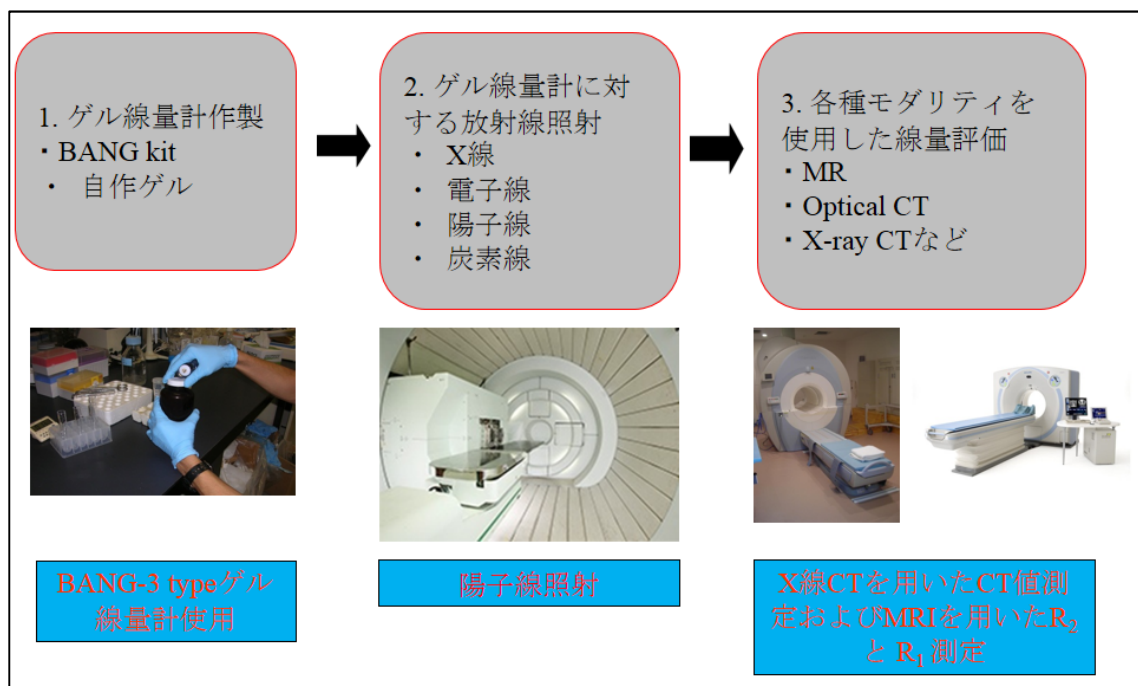 1. ゲル線量計作製
・BANG kit
・ 自作ゲル
2. ゲル線量計に対
する放射線照射
・ X線
・ 電子線
・ 陽子線
・ 炭素線
3. 各種モダリティを
使用した線量評価
・MR
・Optical CT
・X-ray CTなど
BANG-3 typeゲル
線量計使用
陽子線照射
X線CTを用いたCT値測
定およびMRIを用いたR₂
と R₁ 測定